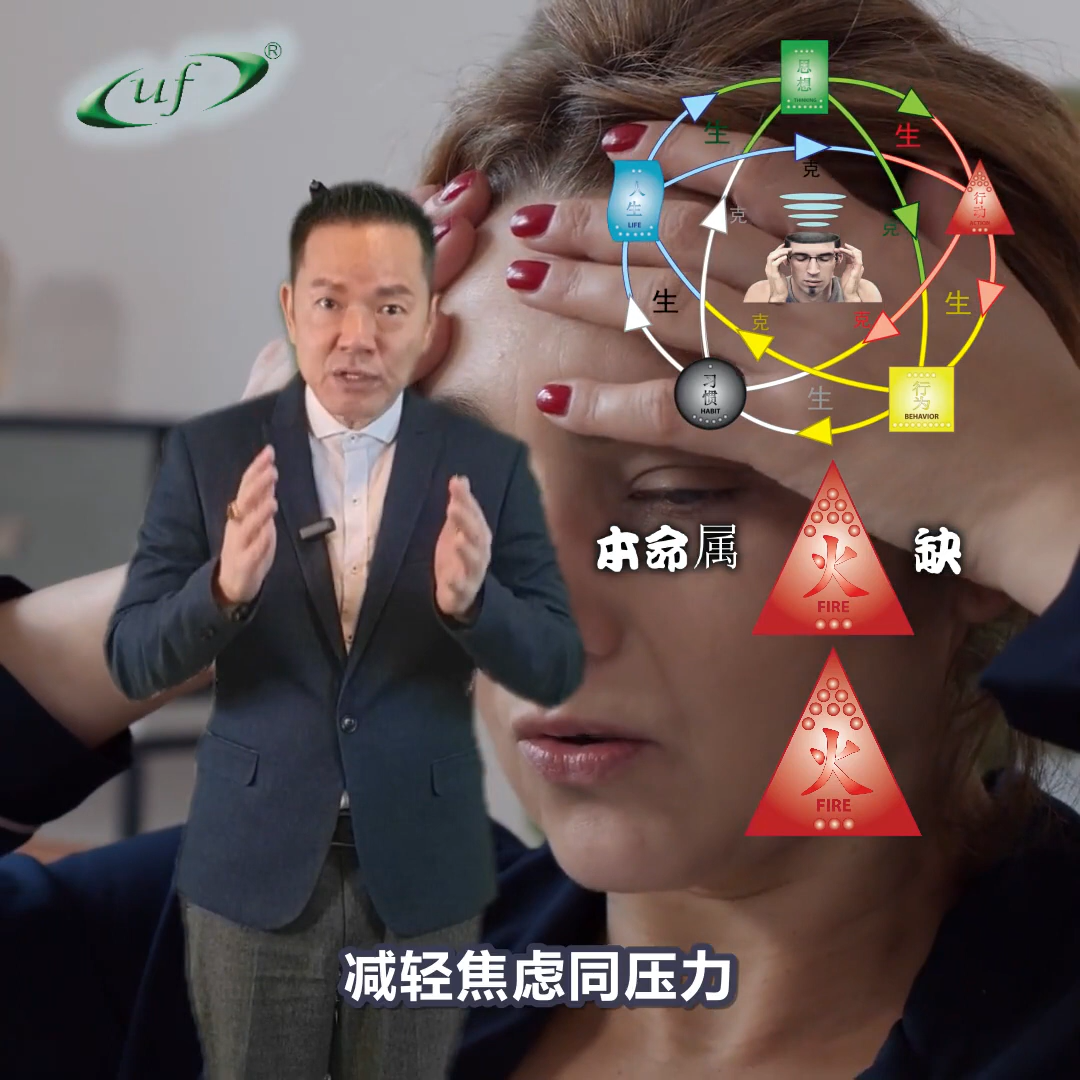 uf®
思想
THINKING
生
生
克
人生
LIFE
行动
ACTION
克
克
生
生
克
克
习惯
HABIT
行为
BEHAVIOR
生
本命属
火
FIRE
缺
火
FIRE
减轻焦虑同压力